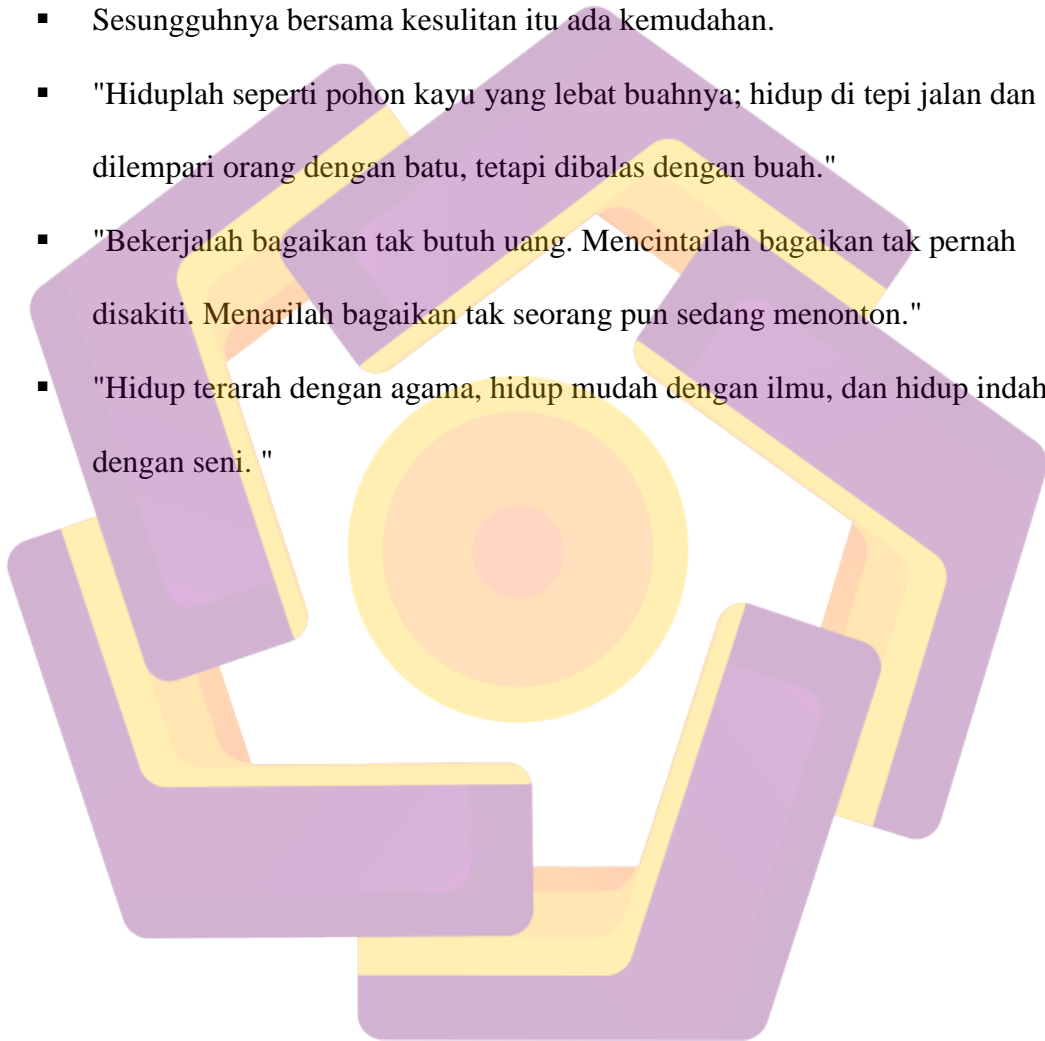 ▪ Sesungguhnya bersama kesulitan itu ada kemudahan.
▪ "Hiduplah seperti pohon kayu yang lebat buahnya; hidup di tepi jalan dan
dilempari orang dengan batu, tetapi dibalas dengan buah."
▪ "Bekerjalah bagaikan tak butuh uang. Mencintailah bagaikan tak pernah
disakiti. Menarilah bagaikan tak seorang pun sedang menonton."
▪ "Hidup terarah dengan agama, hidup mudah dengan ilmu, dan hidup indah
dengan seni. "